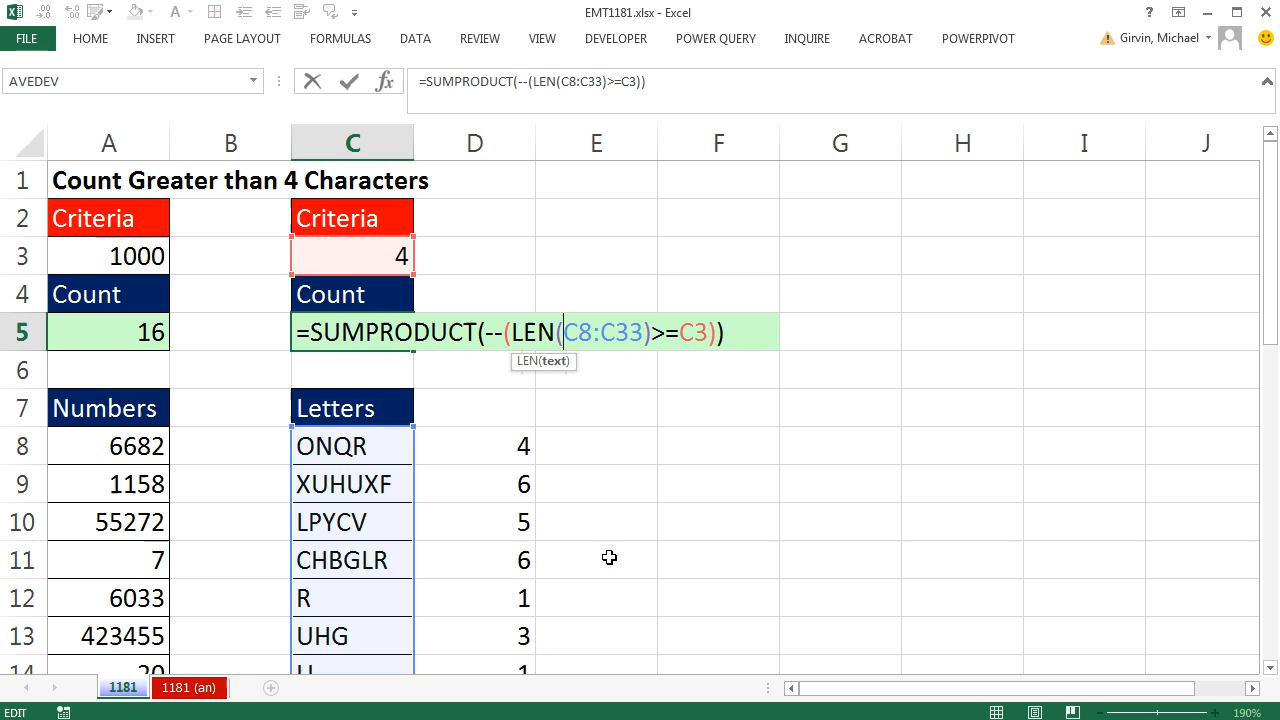 EMT1181.xlsx - Excel
FILE HOME INSERT PAGE LAYOUT FORMULAS DATA REVIEW VIEW DEVELOPER POWER QUERY INQUIRE ACROBAT POWERPIVOT Girvin, Michael
AVEDEV fx =SUMPRODUCT(--(LEN(C8:C33)>=C3))
A B C D E F G H I J
1 Count Greater than 4 Characters
2 Criteria Criteria
3 1000 4
4 Count Count
5 16 =SUMPRODUCT(--(LEN(C8:C33)>=C3))
LEN(text)
6
7 Numbers Letters
8 6682 ONQR 4
9 1158 XUHUXF 6
10 55272 LPYCV 5
11 7 CHBGLR 6
12 6033 R 1
13 423455 UHG 3
14 20 1
1181 1181 (an)
EDIT 190%